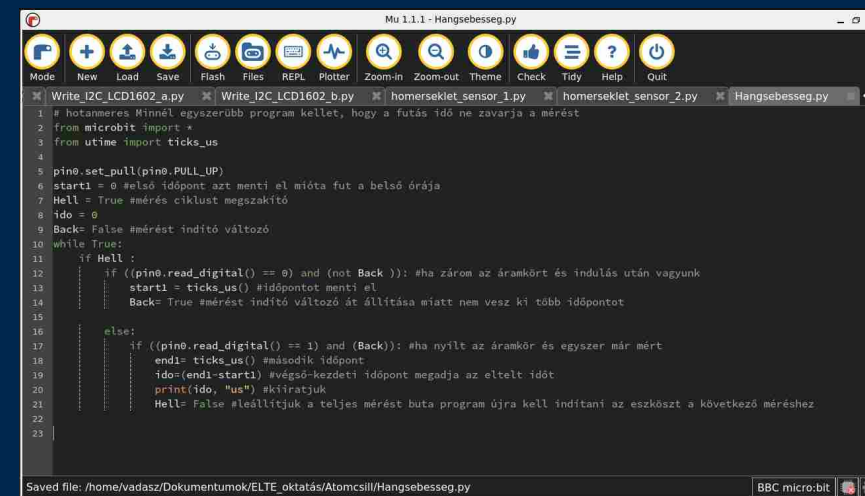 Mu 1.1.1 - Hangsebesseg.py
Mode New Load Save Flash Files REPL Plotter Zoom-in Zoom-out Theme Check Tidy Help Quit
Write_I2C_LCD1602_a.py Write_I2C_LCD1602_b.py homerseklet_sensor_1.py homerseklet_sensor_2.py Hangsebesseg.py
1 # hotanmeres Minnél egyszerübb program kellet, hogy a futás idő ne zavarja a mérést
2 from microbit import *
3 from utime import ticks_us
4
5 pin0.set_pull(pin0.PULL_UP)
6 start1 = 0 #első időpont azt menti el mióta fut a belső órája
7 Hell = True #mérés ciklust megszakító
8 ido = 0
9 Back= False #mérést indító változó
10 while True:
11     if Hell :
12         if ((pin0.read_digital() == 0) and (not Back )): #ha zárom az áramkört és indulás után vagyunk
13             start1 = ticks_us() #időpontot menti el
14             Back= True #mérést indító változó át állítása miatt nem vesz ki több időpontot
15
16         else:
17             if ((pin0.read_digital() == 1) and (Back)): #ha nyílt az áramkör és egyszer már mért
18                 end1= ticks_us() #második időpont
19                 ido=(end1-start1) #végső-kezdeti időpont megadja az eltelt időt
20                 print(ido, "us") #kiíratjuk
21                 Hell= False #leállítjuk a teljes mérést buta program újra kell indítani az eszközt a következő méréshez
22
23
Saved file: /home/vadasz/Dokumentumok/ELTE_oktatás/Atomcsill/Hangsebesseg.py BBC micro:bit